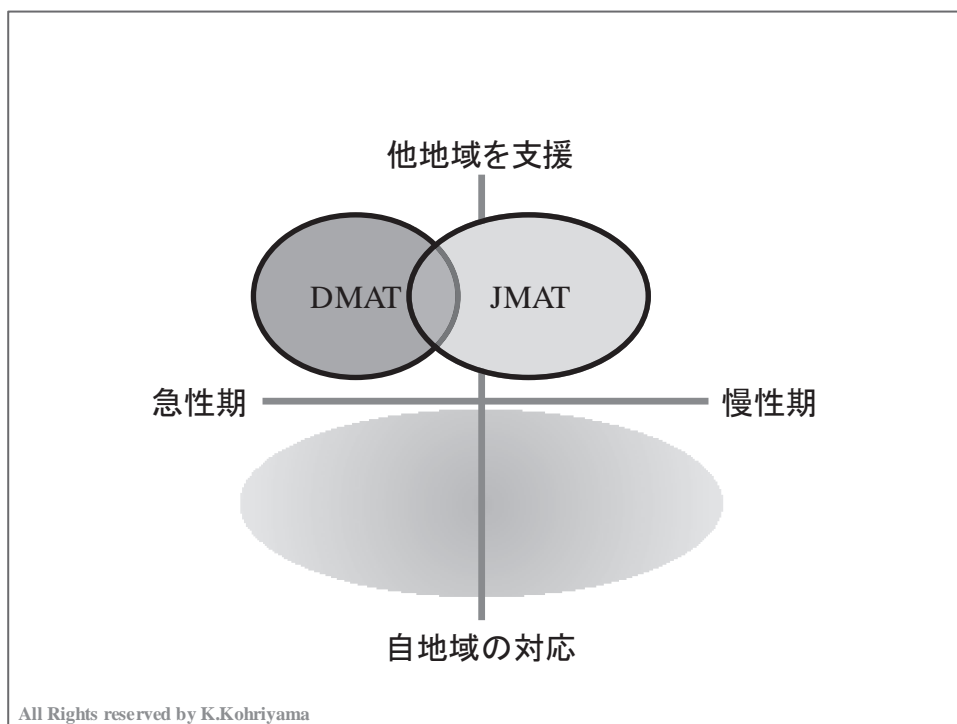 他地域を支援
DMAT
JMAT
急性期
慢性期
自地域の対応
All Rights reserved by K.Kohriyama